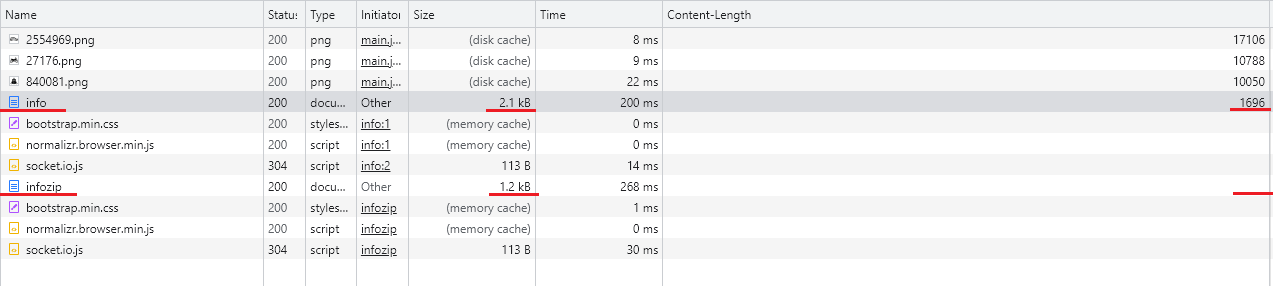 Name Status Type Initiator Size Time Content-Length
2554969.png 200 png main.j... (disk cache) 8 ms 17106
27176.png 200 png main.j... (disk cache) 9 ms 10788
840081.png 200 png main.j... (disk cache) 22 ms 10050
info 200 docu... Other 2.1 kB 200 ms 1696
bootstrap.min.css 200 styles... info:1 (memory cache) 0 ms
normalizr.browser.min.js 200 script info:1 (memory cache) 0 ms
socket.io.js 304 script info:2 113 B 14 ms
infozip 200 docu... Other 1.2 kB 268 ms
bootstrap.min.css 200 styles... infozip (memory cache) 1 ms
normalizr.browser.min.js 200 script infozip (memory cache) 0 ms
socket.io.js 304 script infozip 113 B 30 ms